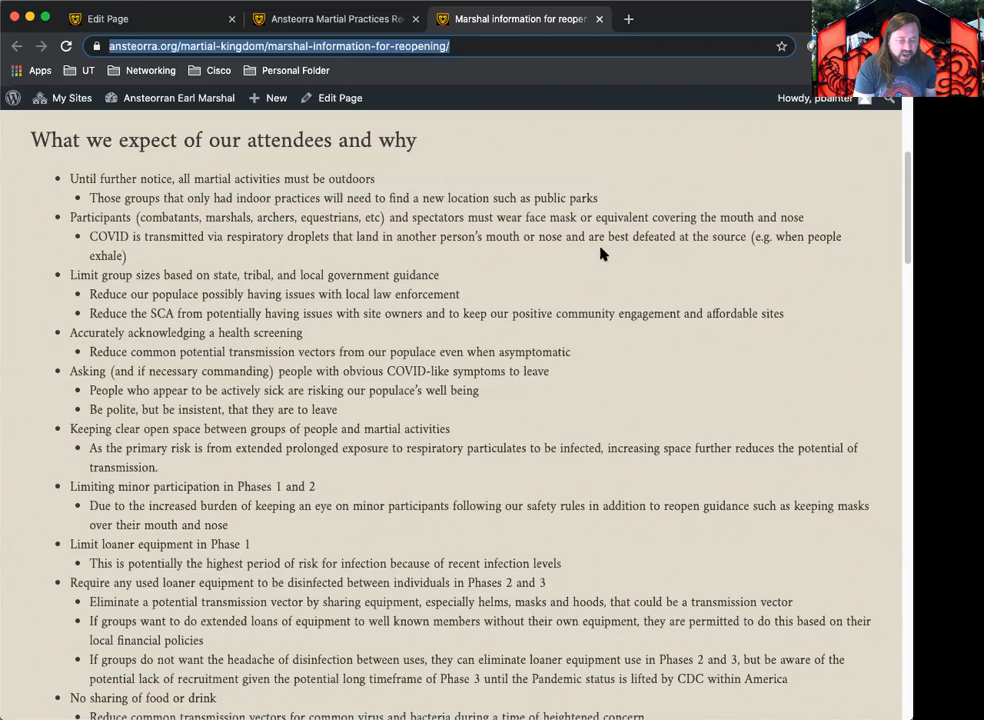 Edit Page
Ansteorra Martial Practices Re
Marshal information for reoper
ansteorra.org/martial-kingdom/marshal-information-for-reopening/
Apps UT Networking Cisco Personal Folder
My Sites Ansteorran Earl Marshal New Edit Page Howdy, pbainter
What we expect of our attendees and why
Until further notice, all martial activities must be outdoors
Those groups that only had indoor practices will need to find a new location such as public parks
Participants (combatants, marshals, archers, equestrians, etc) and spectators must wear face mask or equivalent covering the mouth and nose
COVID is transmitted via respiratory droplets that land in another person's mouth or nose and are best defeated at the source (e.g. when people
exhale)
Limit group sizes based on state, tribal, and local government guidance
Reduce our populace possibly having issues with local law enforcement
Reduce the SCA from potentially having issues with site owners and to keep our positive community engagement and affordable sites
Accurately acknowledging a health screening
Reduce common potential transmission vectors from our populace even when asymptomatic
Asking (and if necessary commanding) people with obvious COVID-like symptoms to leave
People who appear to be actively sick are risking our populace's well being
Be polite, but be insistent, that they are to leave
Keeping clear open space between groups of people and martial activities
As the primary risk is from extended prolonged exposure to respiratory particulates to be infected, increasing space further reduces the potential of
transmission.
Limiting minor participation in Phases 1 and 2
Due to the increased burden of keeping an eye on minor participants following our safety rules in addition to reopen guidance such as keeping masks
over their mouth and nose
Limit loaner equipment in Phase 1
This is potentially the highest period of risk for infection because of recent infection levels
Require any used loaner equipment to be disinfected between individuals in Phases 2 and 3
Eliminate a potential transmission vector by sharing equipment, especially helms, masks and hoods, that could be a transmission vector
If groups want to do extended loans of equipment to well known members without their own equipment, they are permitted to do this based on their
local financial policies
If groups do not want the headache of disinfection between uses, they can eliminate loaner equipment use in Phases 2 and 3, but be aware of the
potential lack of recruitment given the potential long timeframe of Phase 3 until the Pandemic status is lifted by CDC within America
No sharing of food or drink
Reduce common transmission vectors for common virus and bacteria during a time of heightened concern